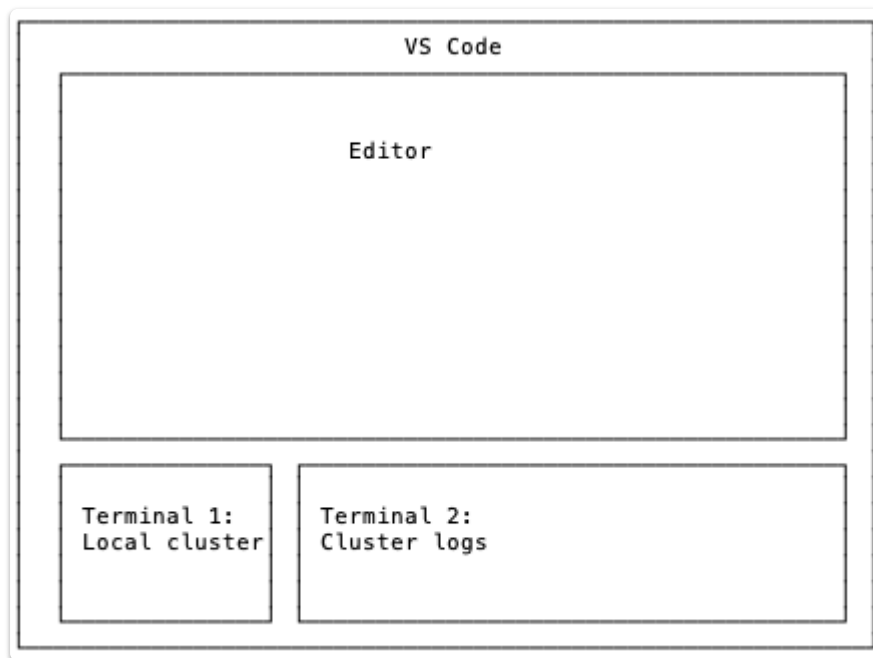 VS Code
Editor
Terminal 1:
Local cluster
Terminal 2:
Cluster logs